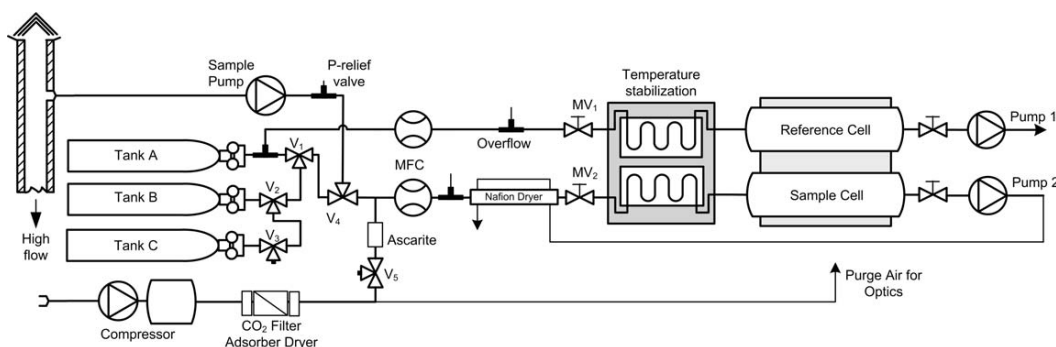 Sample
Pump
P-relief
valve
Temperature
stabilization
MV1
Pump 1
Reference Cell
Overflow
Tank A
V1
MFC
MV2
Pump 2
Tank B
V2
Nafion Dryer
Sample Cell
V4
High
flow
Tank C
V3
Ascarite
V5
Purge Air for
Optics
Compressor
CO2 Filter
Adsorber Dryer